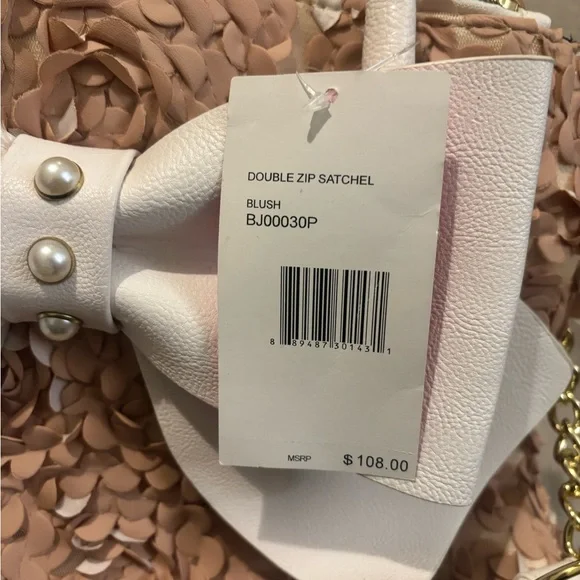 DOUBLE ZIP SATCHEL
BLUSH
BJ00030P
8 89487 30143 1
MSRP $108.00